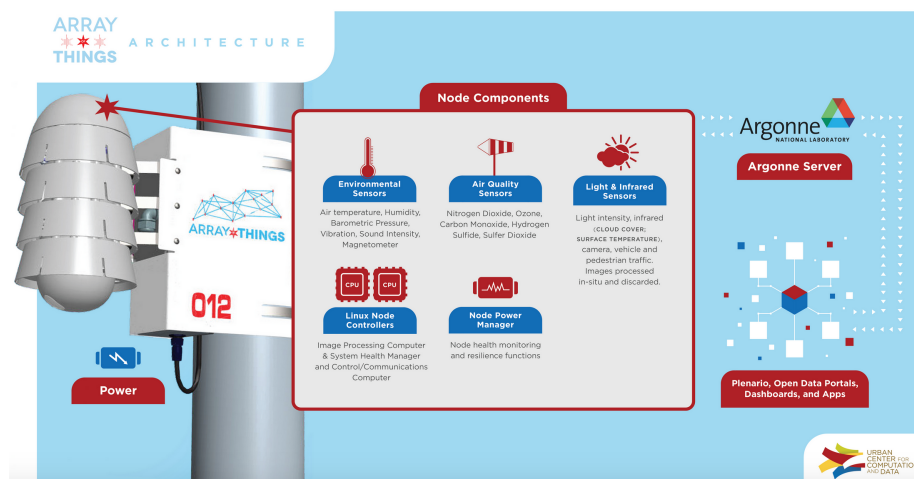 ARRAY
THINGS
ARCHITECTURE
Node Components
Environmental
Sensors
Air temperature, Humidity,
Barometric Pressure,
Vibration, Sound Intensity,
Magnetometer
Air Quality
Sensors
Nitrogen Dioxide, Ozone,
Carbon Monoxide, Hydrogen
Sulfide, Sulfer Dioxide
Light & Infrared
Sensors
Light intensity, infrared
(CLOUD COVER;
SURFACE TEMPERATURE),
camera, vehicle and
pedestrian traffic.
Images processed
in-situ and discarded.
CPU CPU
Linux Node
Controllers
Image Processing Computer
& System Health Manager
and Control/Communications
Computer
Node Power
Manager
Node health monitoring
and resilience functions
ARRAY THINGS
012
Power
Argonne
NATIONAL LABORATORY
Argonne Server
Plenario, Open Data Portals,
Dashboards, and Apps
URBAN
CENTER FOR
COMPUTATIO
AND DATA